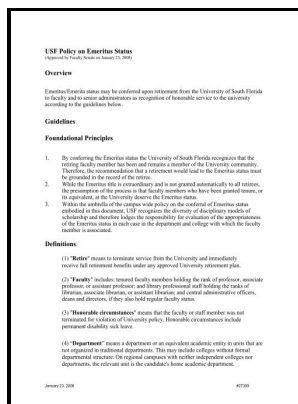 USF Policy on Emeritus Status
(Approved by Faculty Senate on January 23, 2008)
Overview
Emeritus/Emerita status may be conferred upon retirement from the University of South Florida
to faculty and to senior administrators as recognition of honorable service to the university
according to the guidelines below.
Guidelines
Foundational Principles
1. By conferring the Emeritus status the University of South Florida recognizes that the
retiring faculty member has been and remains a member of the University community.
Therefore, the recommendation that a retirement would lead to the Emeritus status must
be grounded in the record of the retiree.
2. While the Emeritus title is extraordinary and is not granted automatically to all retirees,
the presumption of the process is that faculty members who have been granted tenure, or
its equivalent, at the University deserve the Emeritus status.
3. Within the umbrella of the campus wide policy on the conferral of Emeritus status
embodied in this document, USF recognizes the diversity of disciplinary models of
scholarship and therefore lodges the responsibility for evaluation of the appropriateness
of the Emeritus status in each case in the department and college with which the faculty
member is associated.
Definitions
(1) "Retire" means to terminate service from the University and immediately
receive full retirement benefits under any approved University retirement plan.
(2) "Faculty" includes: tenured faculty members holding the rank of professor, associate
professor, or assistant professor; and library professional staff holding the ranks of
librarian, associate librarian, or assistant librarian; and central administrative officers,
deans and directors, if they also hold regular faculty status.
(3) "Honorable circumstances" means that the faculty or staff member was not
terminated for violation of University policy. Honorable circumstances include
permanent disability sick leave.
(4) "Department" means a department or an equivalent academic entity in units that are
not organized in traditional departments. This may include colleges without formal
departmental structure. On regional campuses with neither independent colleges nor
departments, the relevant unit is the candidate's home academic department.
January 23, 2008